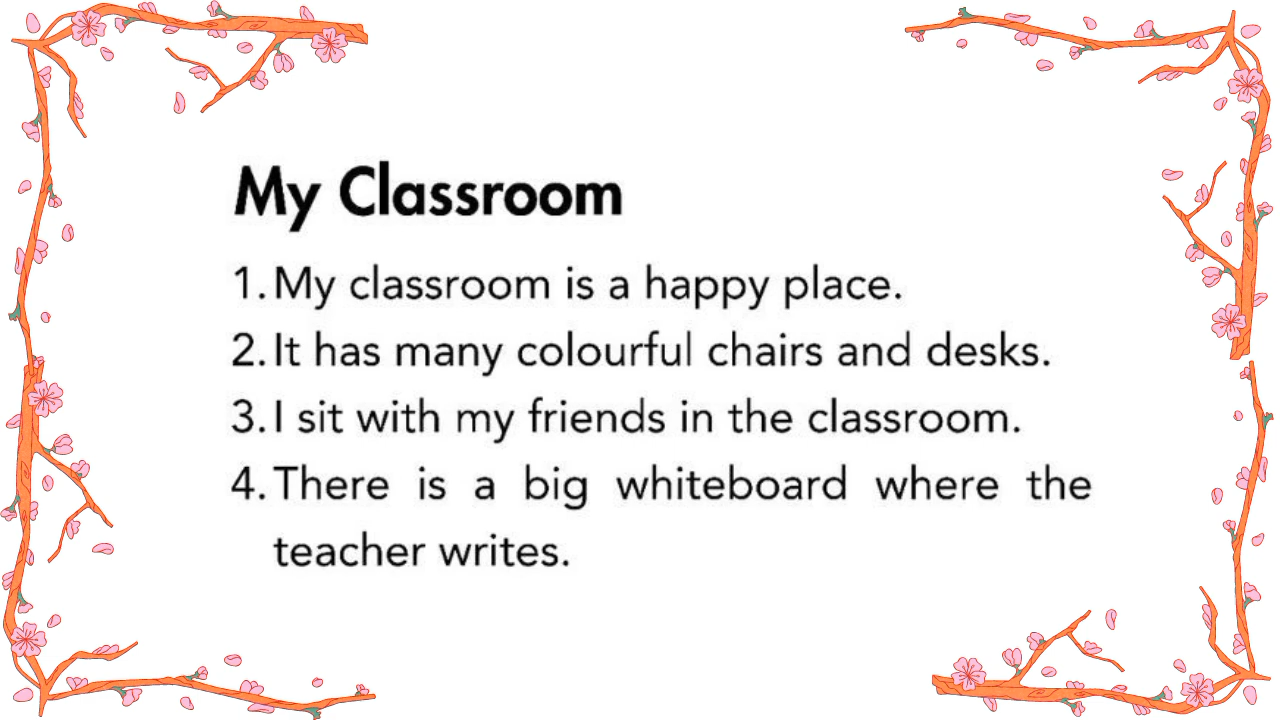 My Classroom
1. My classroom is a happy place.
2. It has many colourful chairs and desks.
3. I sit with my friends in the classroom.
4. There is a big whiteboard where the
teacher writes.